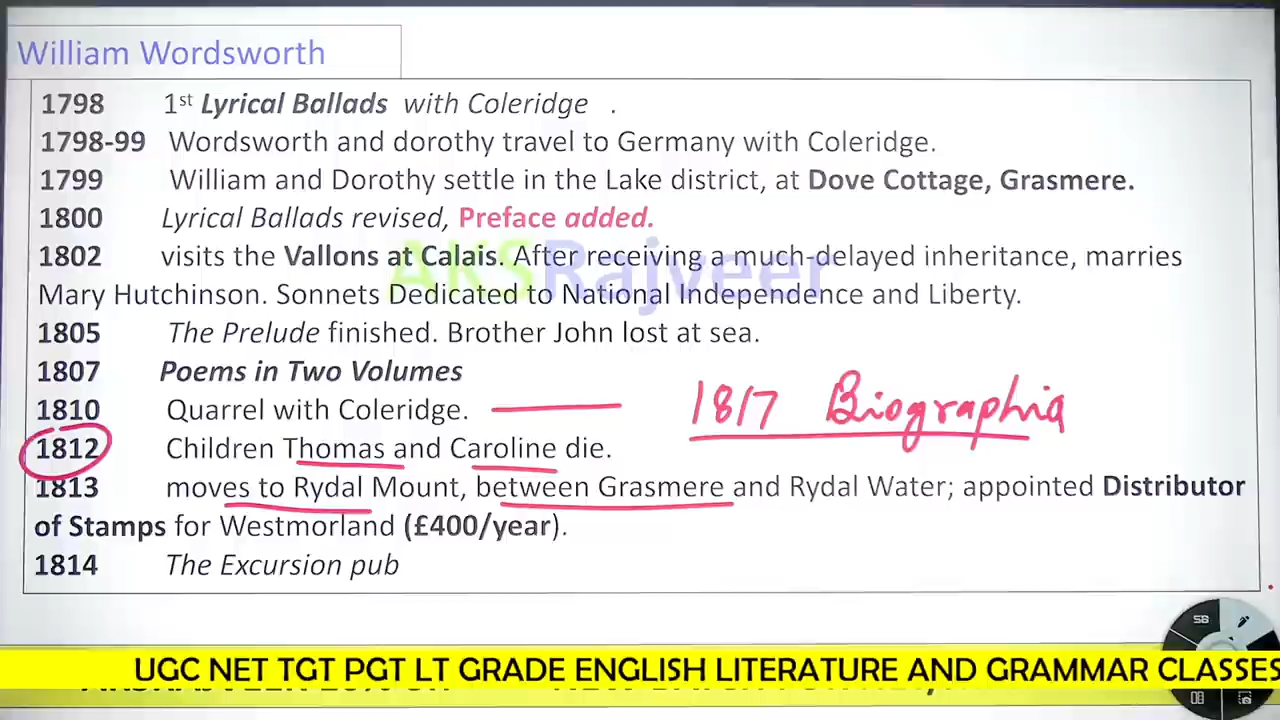 William Wordsworth
1798 1st Lyrical Ballads with Coleridge .
1798-99 Wordsworth and dorothy travel to Germany with Coleridge.
1799 William and Dorothy settle in the Lake district, at Dove Cottage, Grasmere.
1800 Lyrical Ballads revised, Preface added.
AKSRajveer
1802 visits the Vallons at Calais. After receiving a much-delayed inheritance, marries
Mary Hutchinson. Sonnets Dedicated to National Independence and Liberty.
1805 The Prelude finished. Brother John lost at sea.
1807 Poems in Two Volumes
1810 Quarrel with Coleridge.
1817 Biographia
1812 Children Thomas and Caroline die.
1813 moves to Rydal Mount, between Grasmere and Rydal Water; appointed Distributor
of Stamps for Westmorland (£400/year).
1814 The Excursion pub
SB
UGC NET TGT PGT LT GRADE ENGLISH LITERATURE AND GRAMMAR CLASSES